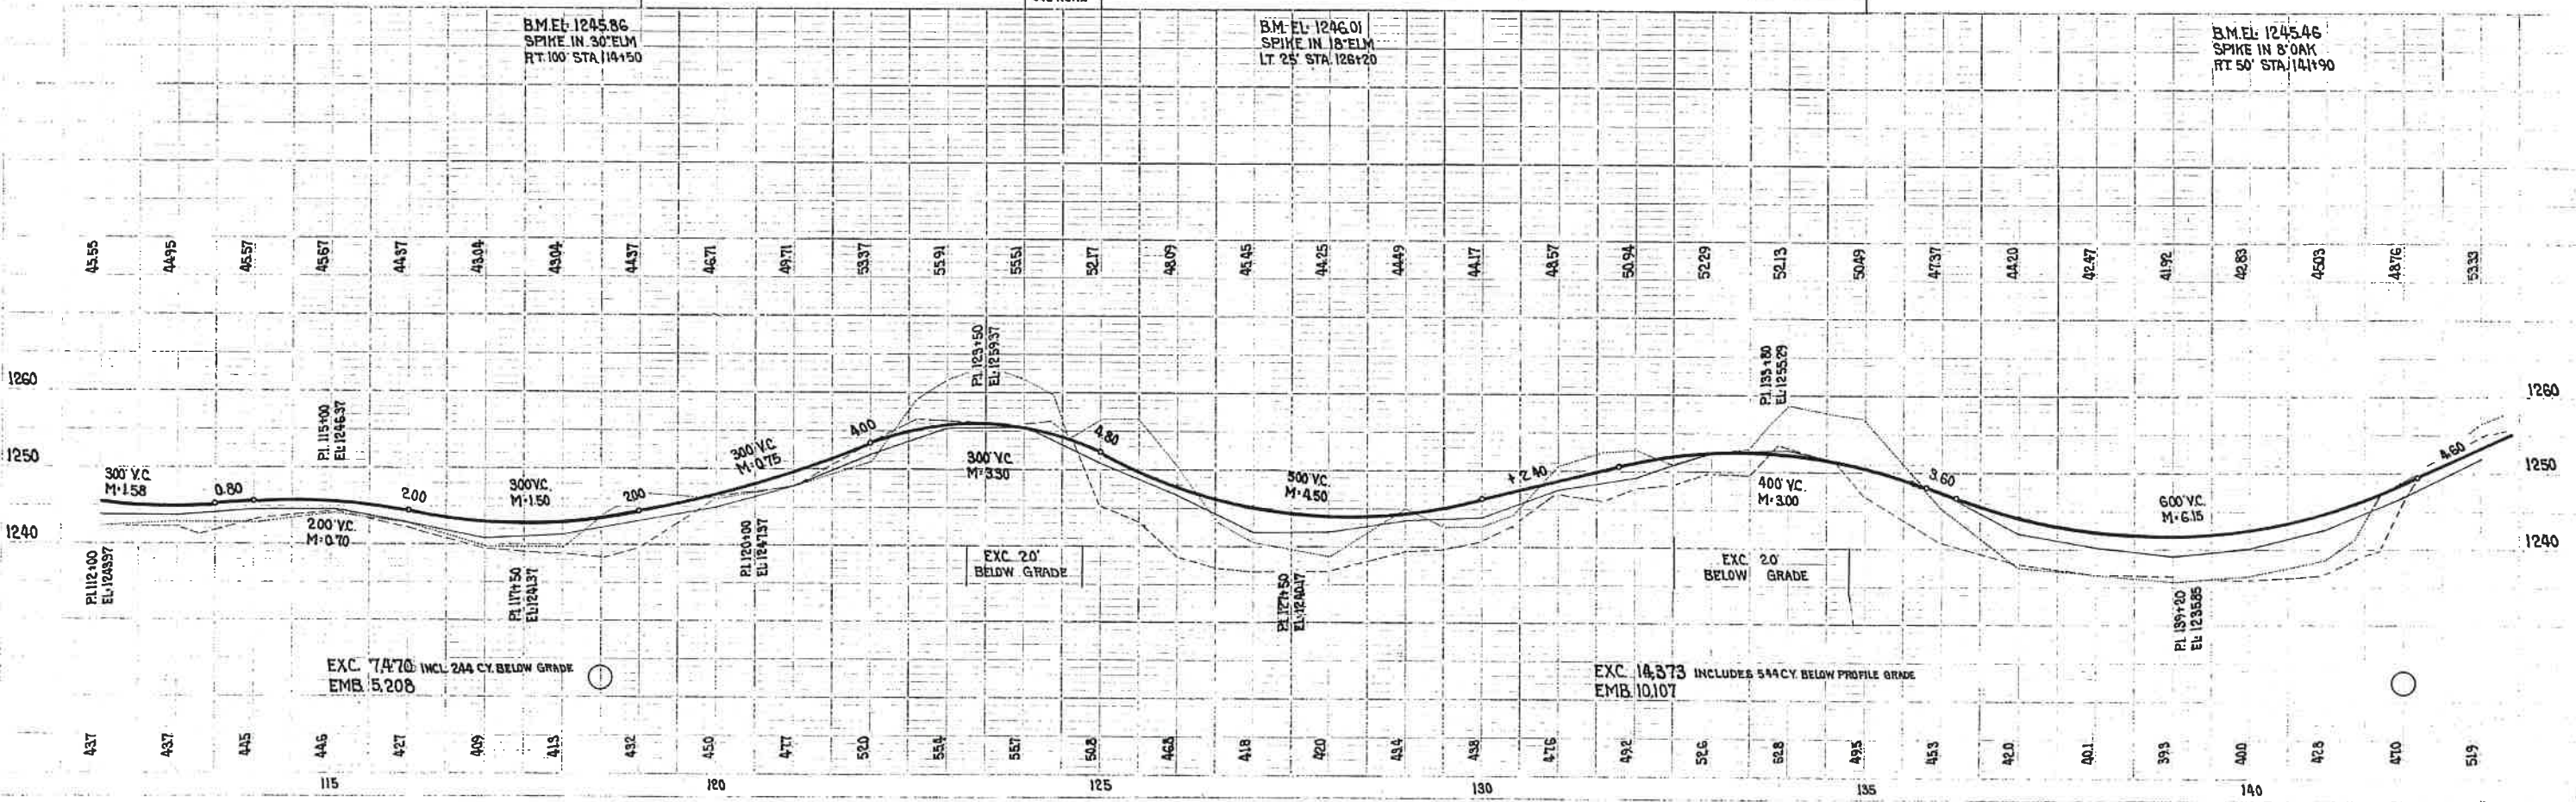 B.M.EL. 1245.86
SPIKE IN 30" ELM
RT. 100' STA. 114+50
B.M. EL. 1246.01
SPIKE IN 18" ELM
LT. 25' STA. 126+20
B.M. EL. 1245.46
SPIKE IN 8" OAK
RT. 50' STA. 141+90
45.55 44.95 45.57 45.67 44.37 43.04 43.04 44.37 46.71 49.71 53.37 55.91 55.51 52.17 48.09 45.45 44.25 44.49 44.17 48.57 50.94 52.29 52.13 50.49 47.37 44.20 42.47 41.92 42.83 45.03 48.76 53.33
P.I. 123+50
EL. 1259.37
P.I. 133+80
EL. 1255.29
1260
1260
P.I. 115+00
EL. 1246.37
1250
1250
300' V.C.
M=1.58
0.80
200' V.C.
M=0.70
2.00
300' V.C.
M=1.50
2.00
300' V.C.
M=0.75
4.00
300' V.C.
M=3.30
4.80
500' V.C.
M=4.50
+2.40
400' V.C.
M=3.00
3.60
600' V.C.
M=6.15
4.60
1240
1240
P.I. 112+00
EL. 1243.97
P.I. 117+50
EL. 1241.37
P.I. 120+00
EL. 1247.37
EXC. 2.0'
BELOW GRADE
P.I. 127+50
EL. 1240.17
EXC. 2.0'
BELOW GRADE
P.I. 139+20
EL. 1235.85
EXC. 7,470 INCL. 244 C.Y. BELOW GRADE
EMB. 5,208
EXC. 14,373 INCLUDES 544 C.Y. BELOW PROFILE GRADE
EMB. 10,107
43.7 43.7 44.5 44.6 42.7 40.9 41.3 43.2 45.0 47.7 52.0 55.4 55.7 50.8 46.8 41.8 42.0 43.4 43.8 47.6 49.2 52.6 62.8 49.5 45.3 42.0 40.1 39.3 40.0 42.8 47.0 51.9
115 120 125 130 135 140